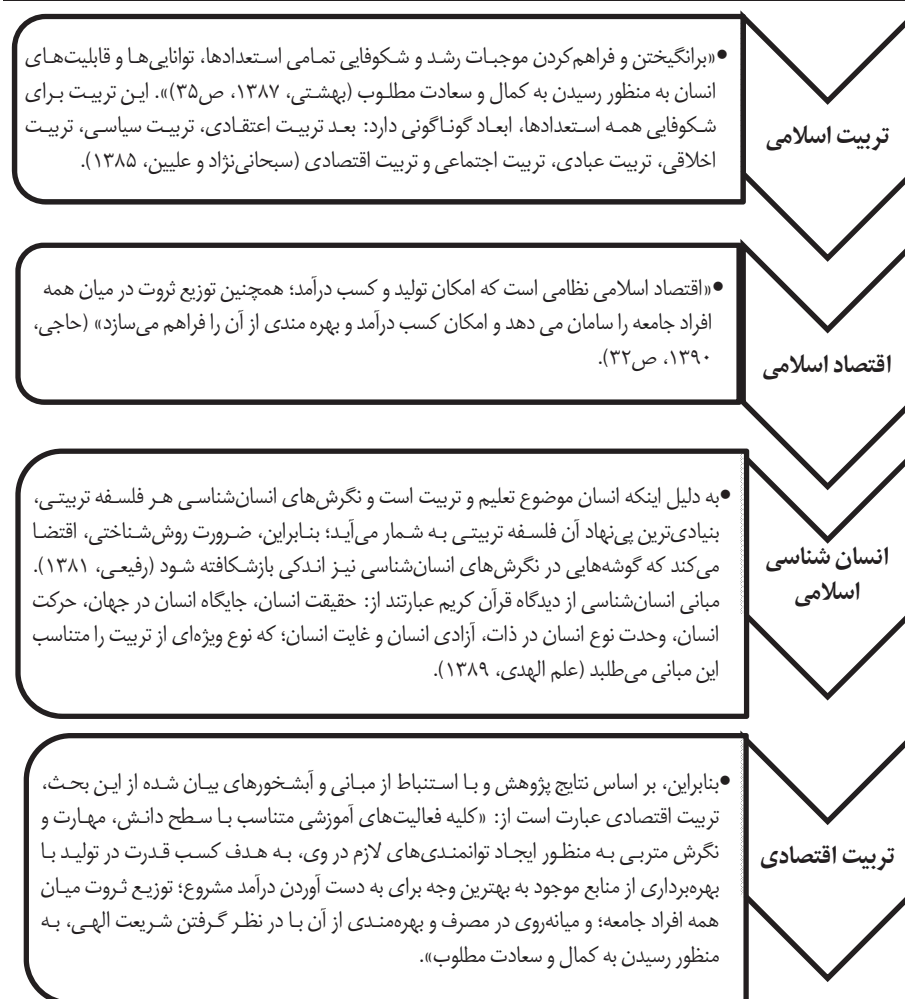 •«برانگیختن و فراهم‌کردن موجبات رشد و شکوفایی تمامی استعدادها، توانایی‌ها و قابلیت‌های
انسان به منظور رسیدن به کمال و سعادت مطلوب (بهشتی، ۱۳۸۷، ص۳۵)». این تربیت برای
شکوفایی همه استعدادها، ابعاد گوناگونی دارد: بعد تربیت اعتقادی، تربیت سیاسی، تربیت
اخلاقی، تربیت عبادی، تربیت اجتماعی و تربیت اقتصادی (سبحانی‌نژاد و علیین، ۱۳۸۵).
تربیت اسلامی
•«اقتصاد اسلامی نظامی است که امکان تولید و کسب درآمد؛ همچنین توزیع ثروت در میان همه
افراد جامعه را سامان می دهد و امکان کسب درآمد و بهره مندی از آن را فراهم می‌سازد» (حاجی،
۱۳۹۰، ص۳۲).
اقتصاد اسلامی
•به دلیل اینکه انسان موضوع تعلیم و تربیت است و نگرش‌های انسان‌شناسی هر فلسفه تربیتی،
بنیادی‌ترین پی‌نهاد آن فلسفه تربیتی به شمار می‌آید؛ بنابراین، ضرورت روش‌شناختی، اقتضا
می‌کند که گوشه‌هایی در نگرش‌های انسان‌شناسی نیز اندکی بازشکافته شود (رفیعی، ۱۳۸۱).
مبانی انسان‌شناسی از دیدگاه قرآن کریم عبارتند از: حقیقت انسان، جایگاه انسان در جهان، حرکت
انسان، وحدت نوع انسان در ذات، آزادی انسان و غایت انسان؛ که نوع ویژه‌ای از تربیت را متناسب
این مبانی می‌طلبد (علم الهدی، ۱۳۸۹).
انسان شناسی
اسلامی
•بنابراین، بر اساس نتایج پژوهش و با استنباط از مبانی و آبشخورهای بیان شده از این بحث،
تربیت اقتصادی عبارت است از: «کلیه فعالیت‌های آموزشی متناسب با سطح دانش، مهارت و
نگرش متربی به منظور ایجاد توانمندی‌های لازم در وی، به هدف کسب قدرت در تولید با
بهره‌برداری از منابع موجود به بهترین وجه برای به دست آوردن درآمد مشروع؛ توزیع ثروت میان
همه افراد جامعه؛ و میانه‌روی در مصرف و بهره‌مندی از آن با در نظر گرفتن شریعت الهی، به
منظور رسیدن به کمال و سعادت مطلوب».
تربیت اقتصادی